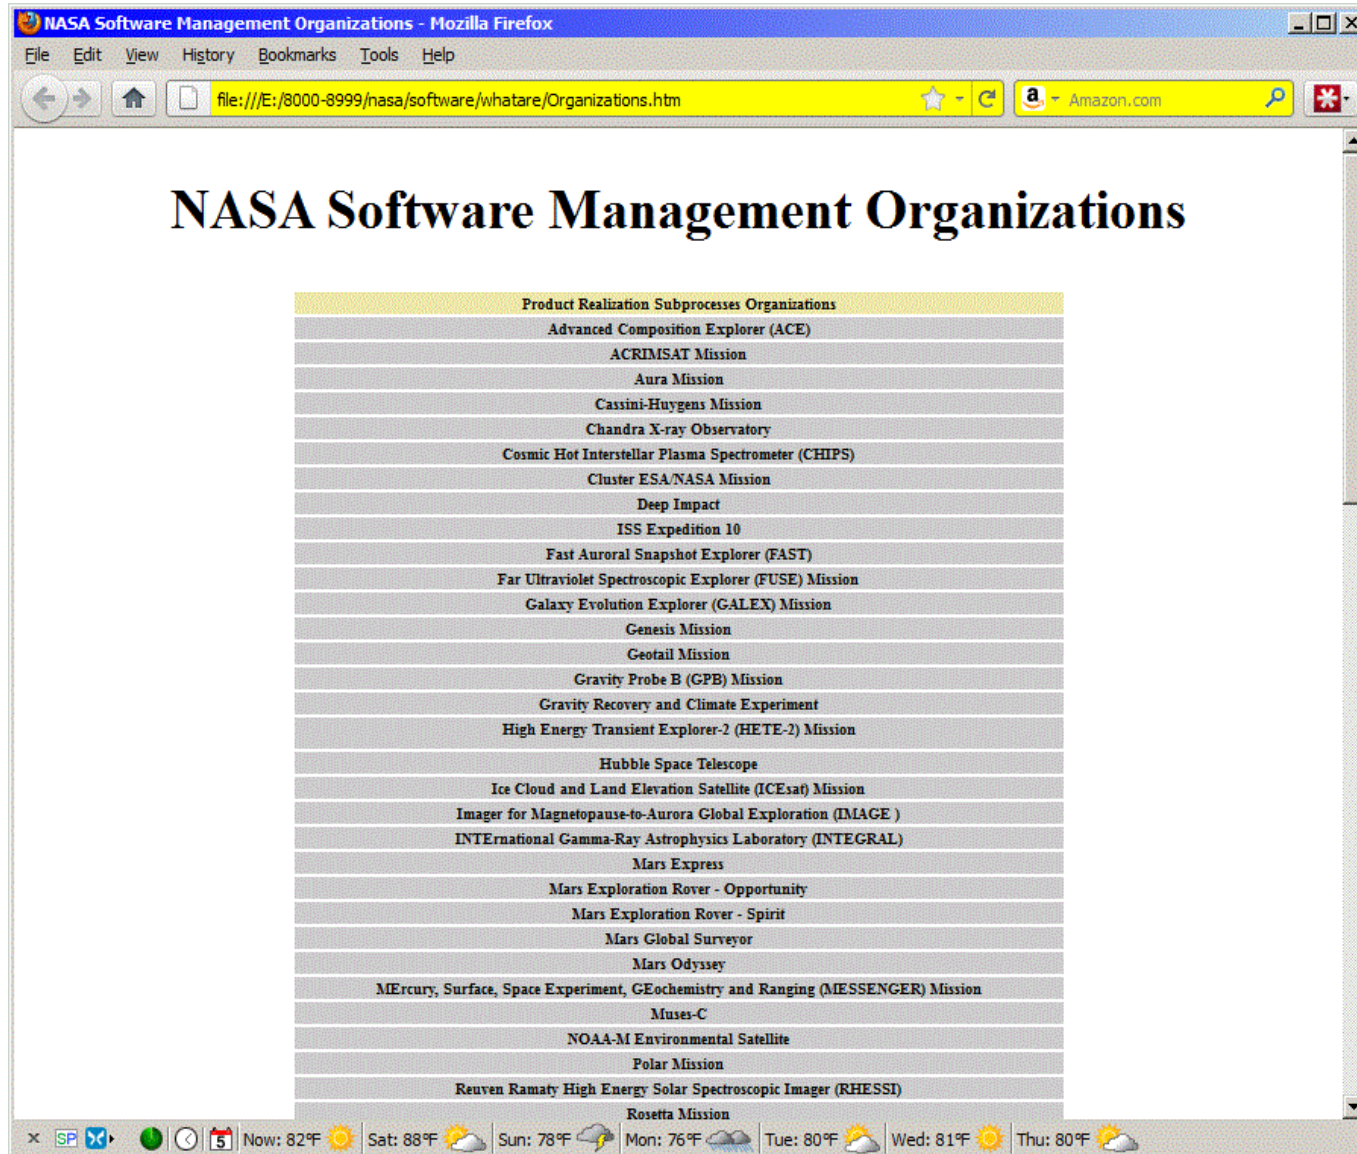 NASA Software Management Organizations - Mozilla Firefox
File Edit View History Bookmarks Tools Help
file:///E:/8000-8999/nasa/software/whatare/Organizations.htm
a Amazon.com
NASA Software Management Organizations
Product Realization Subprocesses Organizations
Advanced Composition Explorer (ACE)
ACRIMSAT Mission
Aura Mission
Cassini-Huygens Mission
Chandra X-ray Observatory
Cosmic Hot Interstellar Plasma Spectrometer (CHIPS)
Cluster ESA/NASA Mission
Deep Impact
ISS Expedition 10
Fast Auroral Snapshot Explorer (FAST)
Far Ultraviolet Spectroscopic Explorer (FUSE) Mission
Galaxy Evolution Explorer (GALEX) Mission
Genesis Mission
Geotail Mission
Gravity Probe B (GPB) Mission
Gravity Recovery and Climate Experiment
High Energy Transient Explorer-2 (HETE-2) Mission
Hubble Space Telescope
Ice Cloud and Land Elevation Satellite (ICEsat) Mission
Imager for Magnetopause-to-Aurora Global Exploration (IMAGE )
INTErnational Gamma-Ray Astrophysics Laboratory (INTEGRAL)
Mars Express
Mars Exploration Rover - Opportunity
Mars Exploration Rover - Spirit
Mars Global Surveyor
Mars Odyssey
MErcury, Surface, Space Experiment, GEochemistry and Ranging (MESSENGER) Mission
Muses-C
NOAA-M Environmental Satellite
Polar Mission
Reuven Ramaty High Energy Solar Spectroscopic Imager (RHESSI)
Rosetta Mission
SP 5 Now: 82°F Sat: 88°F Sun: 78°F Mon: 76°F Tue: 80°F Wed: 81°F Thu: 80°F